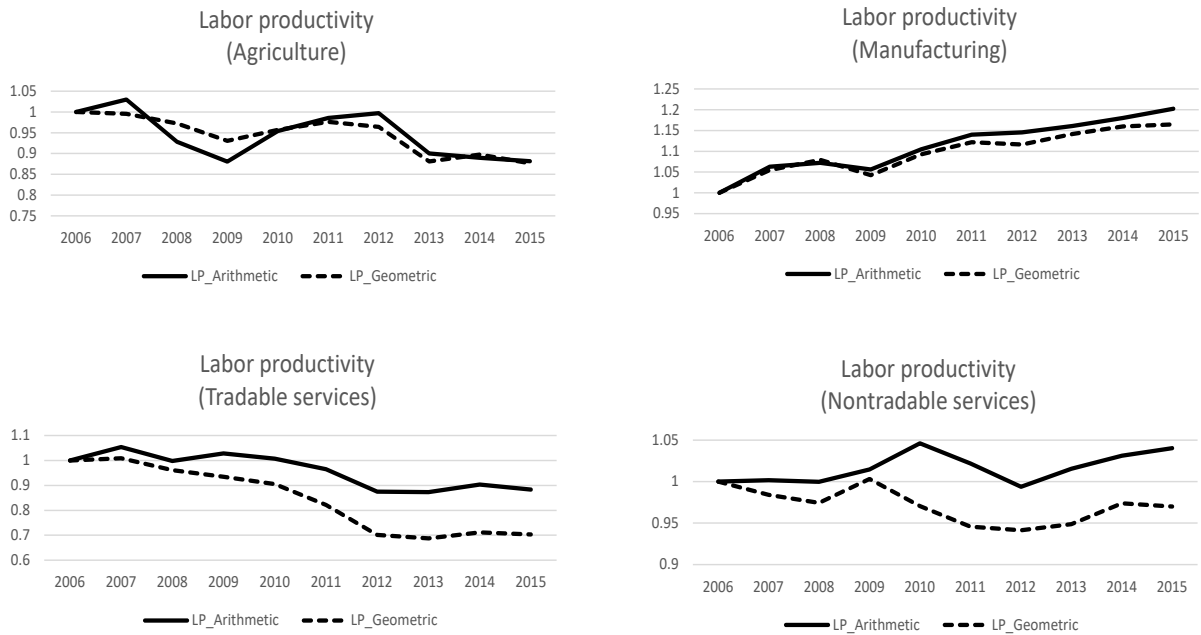 Labor productivity
(Agriculture)
1.05
1
0.95
0.9
0.85
0.8
0.75
2006 2007 2008 2009 2010 2011 2012 2013 2014 2015
LP_Arithmetic LP_Geometric
Labor productivity
(Manufacturing)
1.25
1.2
1.15
1.1
1.05
1
0.95
2006 2007 2008 2009 2010 2011 2012 2013 2014 2015
LP_Arithmetic LP_Geometric
Labor productivity
(Tradable services)
1.1
1
0.9
0.8
0.7
0.6
2006 2007 2008 2009 2010 2011 2012 2013 2014 2015
LP_Arithmetic LP_Geometric
Labor productivity
(Nontradable services)
1.05
1
0.95
0.9
2006 2007 2008 2009 2010 2011 2012 2013 2014 2015
LP_Arithmetic LP_Geometric